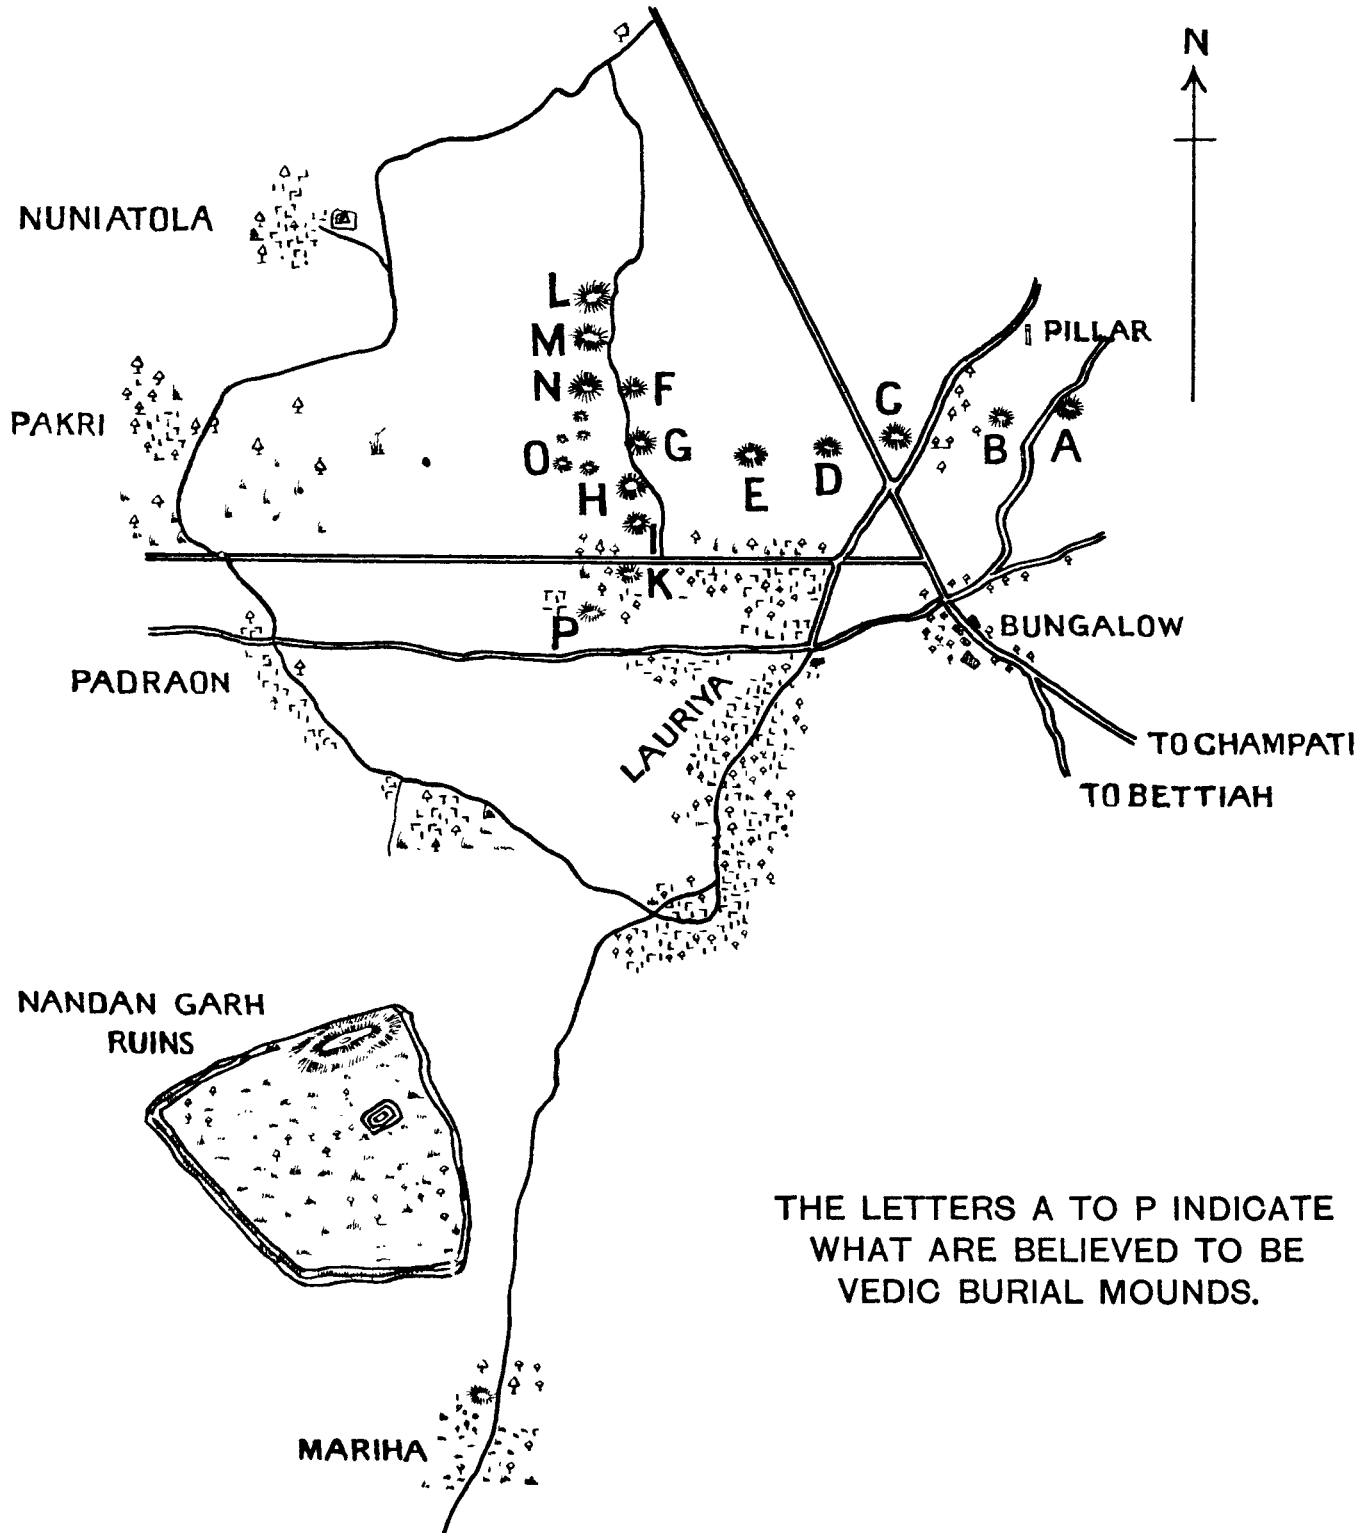 N
NUNIATOLA
L
M
PILLAR
N
F
C
PAKRI
B
A
G
O
E
D
H
I
K
P
BUNGALOW
PADRAON
LAURIYA
TO CHAMPATI
TO BETTIAH
NANDAN GARH
RUINS
THE LETTERS A TO P INDICATE
WHAT ARE BELIEVED TO BE
VEDIC BURIAL MOUNDS.
MARIHA